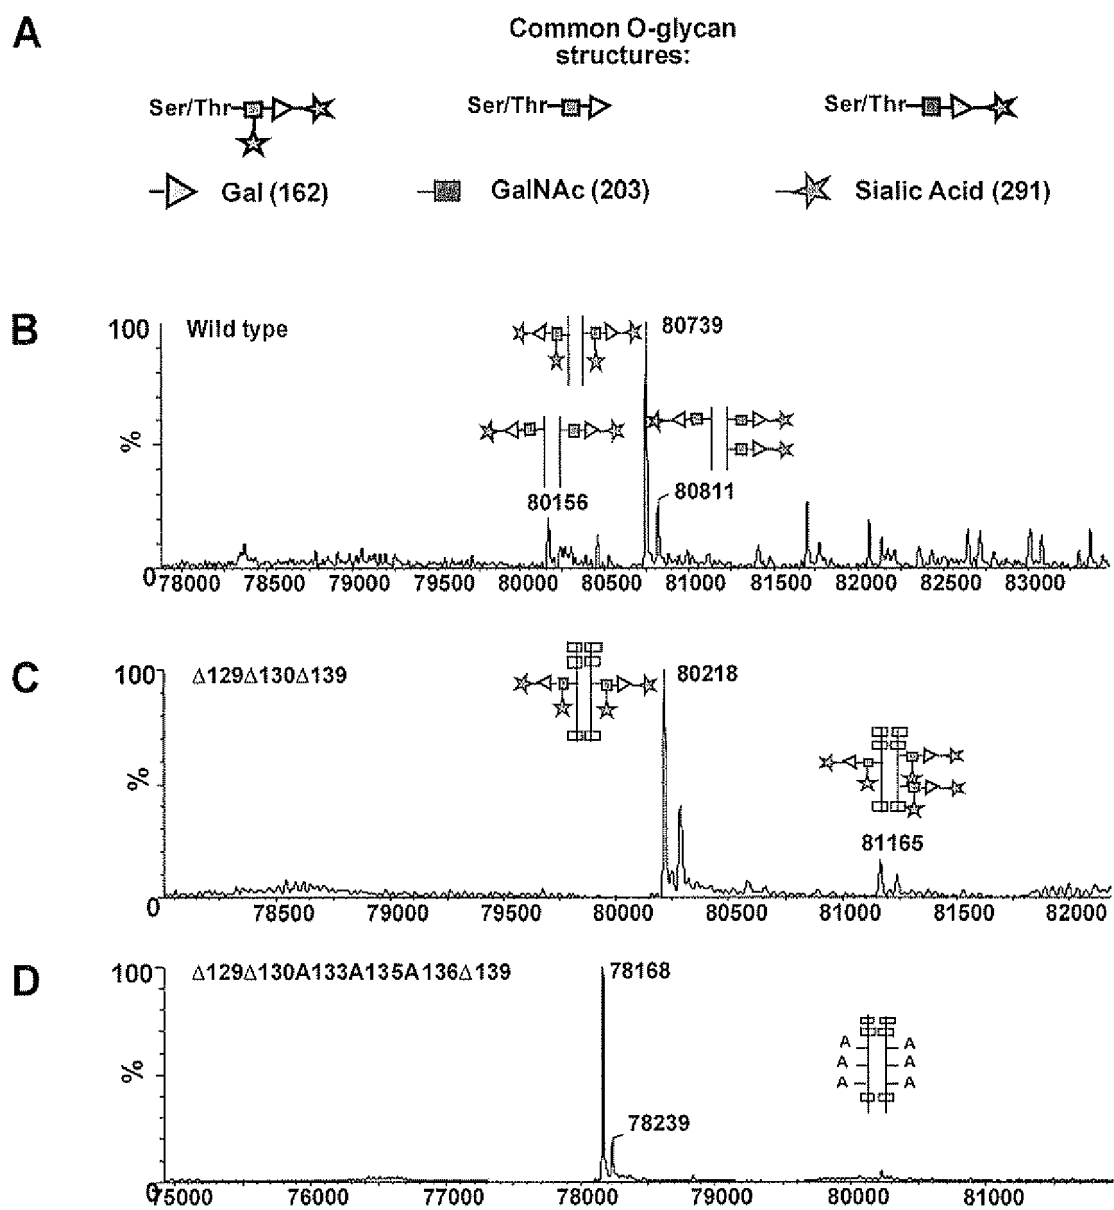 A
Common O-glycan
structures:
Ser/Thr
Ser/Thr
Ser/Thr
Gal (162)
GalNAc (203)
Sialic Acid (291)
B
100
Wild type
80739
80811
80156
%
0
78000 78500 79000 79500 80000 80500 81000 81500 82000 82500 83000
C
100
Δ129Δ130Δ139
80218
81165
%
0
78500 79000 79500 80000 80500 81000 81500 82000
D
100
Δ129Δ130A133A135A136Δ139
78168
A A
A A
A A
78239
%
0
75000 76000 77000 78000 79000 80000 81000